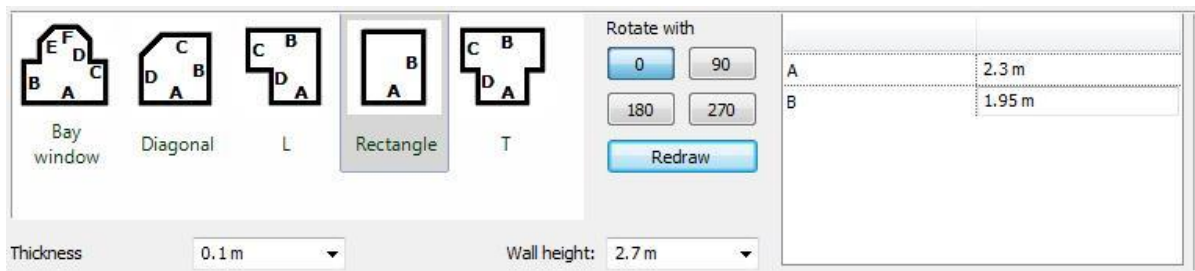 E F D
B C
A
Bay
window
C
D B
A
Diagonal
C B
D
A
L
B
A
Rectangle
C B
D A
T
Rotate with
0 90
180 270
Redraw
A 2.3 m
B 1.95 m
Thickness 0.1 m
Wall height: 2.7 m